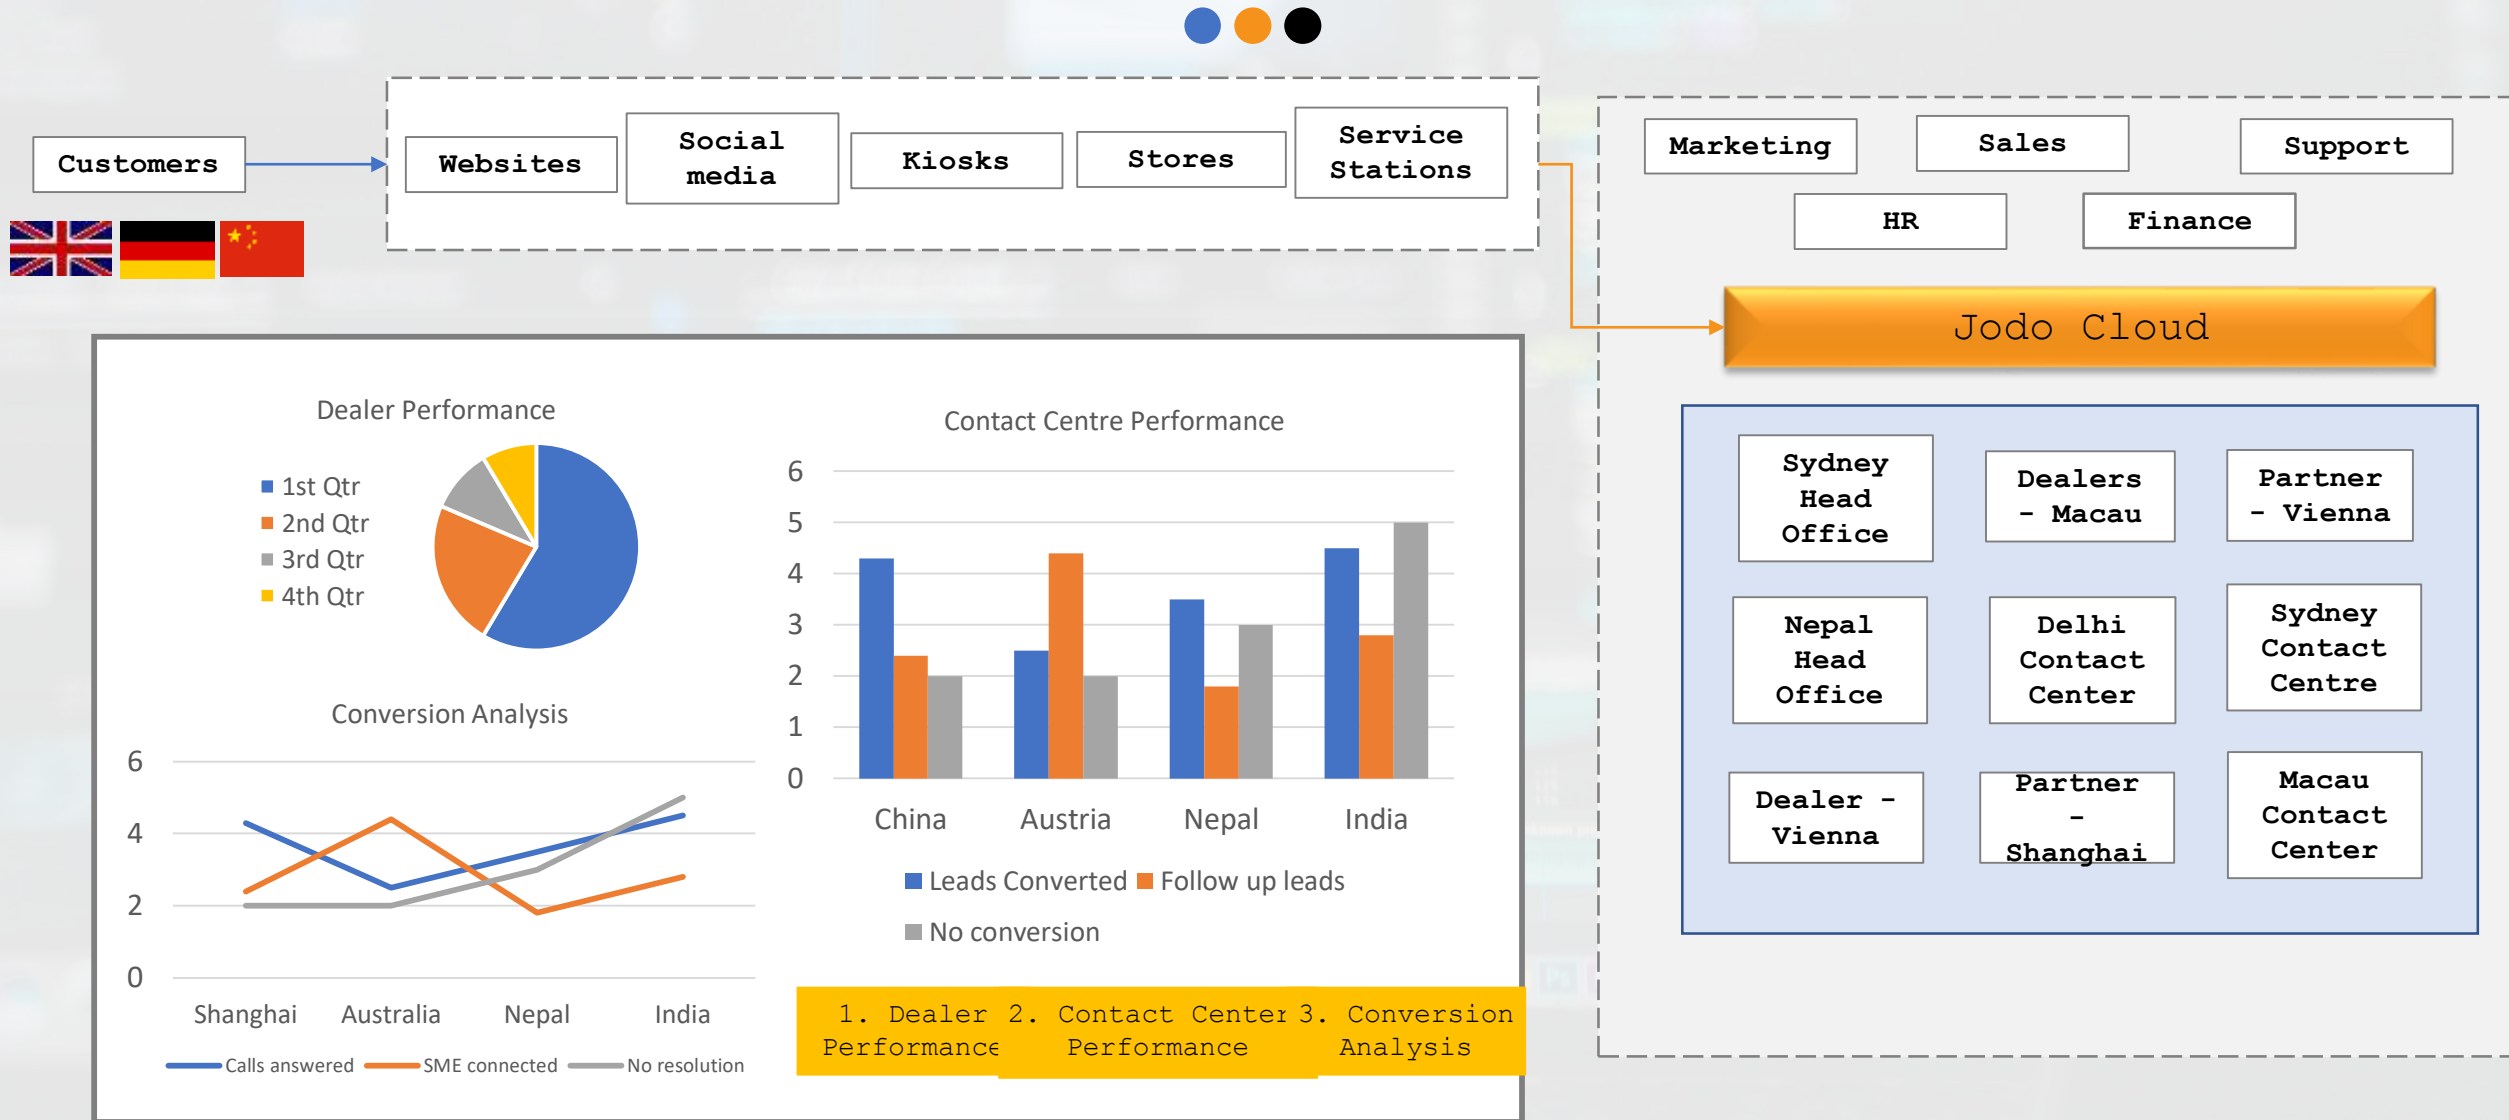 Customers
Websites
Social
media
Kiosks
Stores
Service
Stations
Marketing
Sales
Support
HR
Finance
Jodo Cloud
Sydney
Head
Office
Dealers
- Macau
Partner
- Vienna
Nepal
Head
Office
Delhi
Contact
Center
Sydney
Contact
Centre
Dealer -
Vienna
Partner
-
Shanghai
Macau
Contact
Center
Dealer Performance
1st Qtr
2nd Qtr
3rd Qtr
4th Qtr
Conversion Analysis
6
4
2
0
Shanghai Australia Nepal India
Calls answered SME connected No resolution
Contact Centre Performance
6
5
4
3
2
1
0
China Austria Nepal India
Leads Converted Follow up leads
No conversion
1. Dealer
Performance
2. Contact Center
Performance
3. Conversion
Analysis